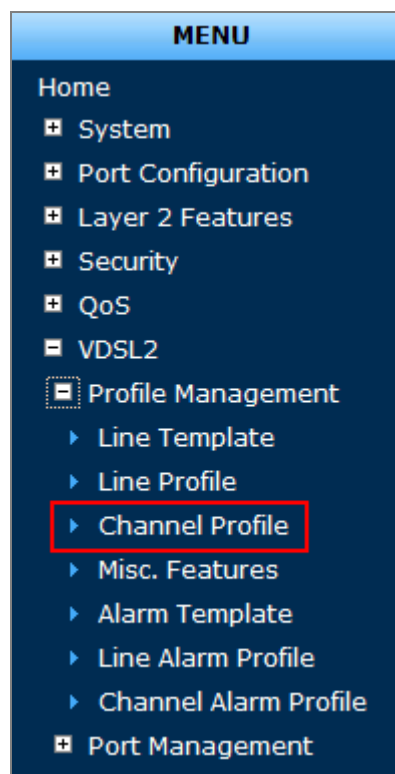 MENU
Home
System
Port Configuration
Layer 2 Features
Security
QoS
VDSL2
Profile Management
Line Template
Line Profile
Channel Profile
Misc. Features
Alarm Template
Line Alarm Profile
Channel Alarm Profile
Port Management